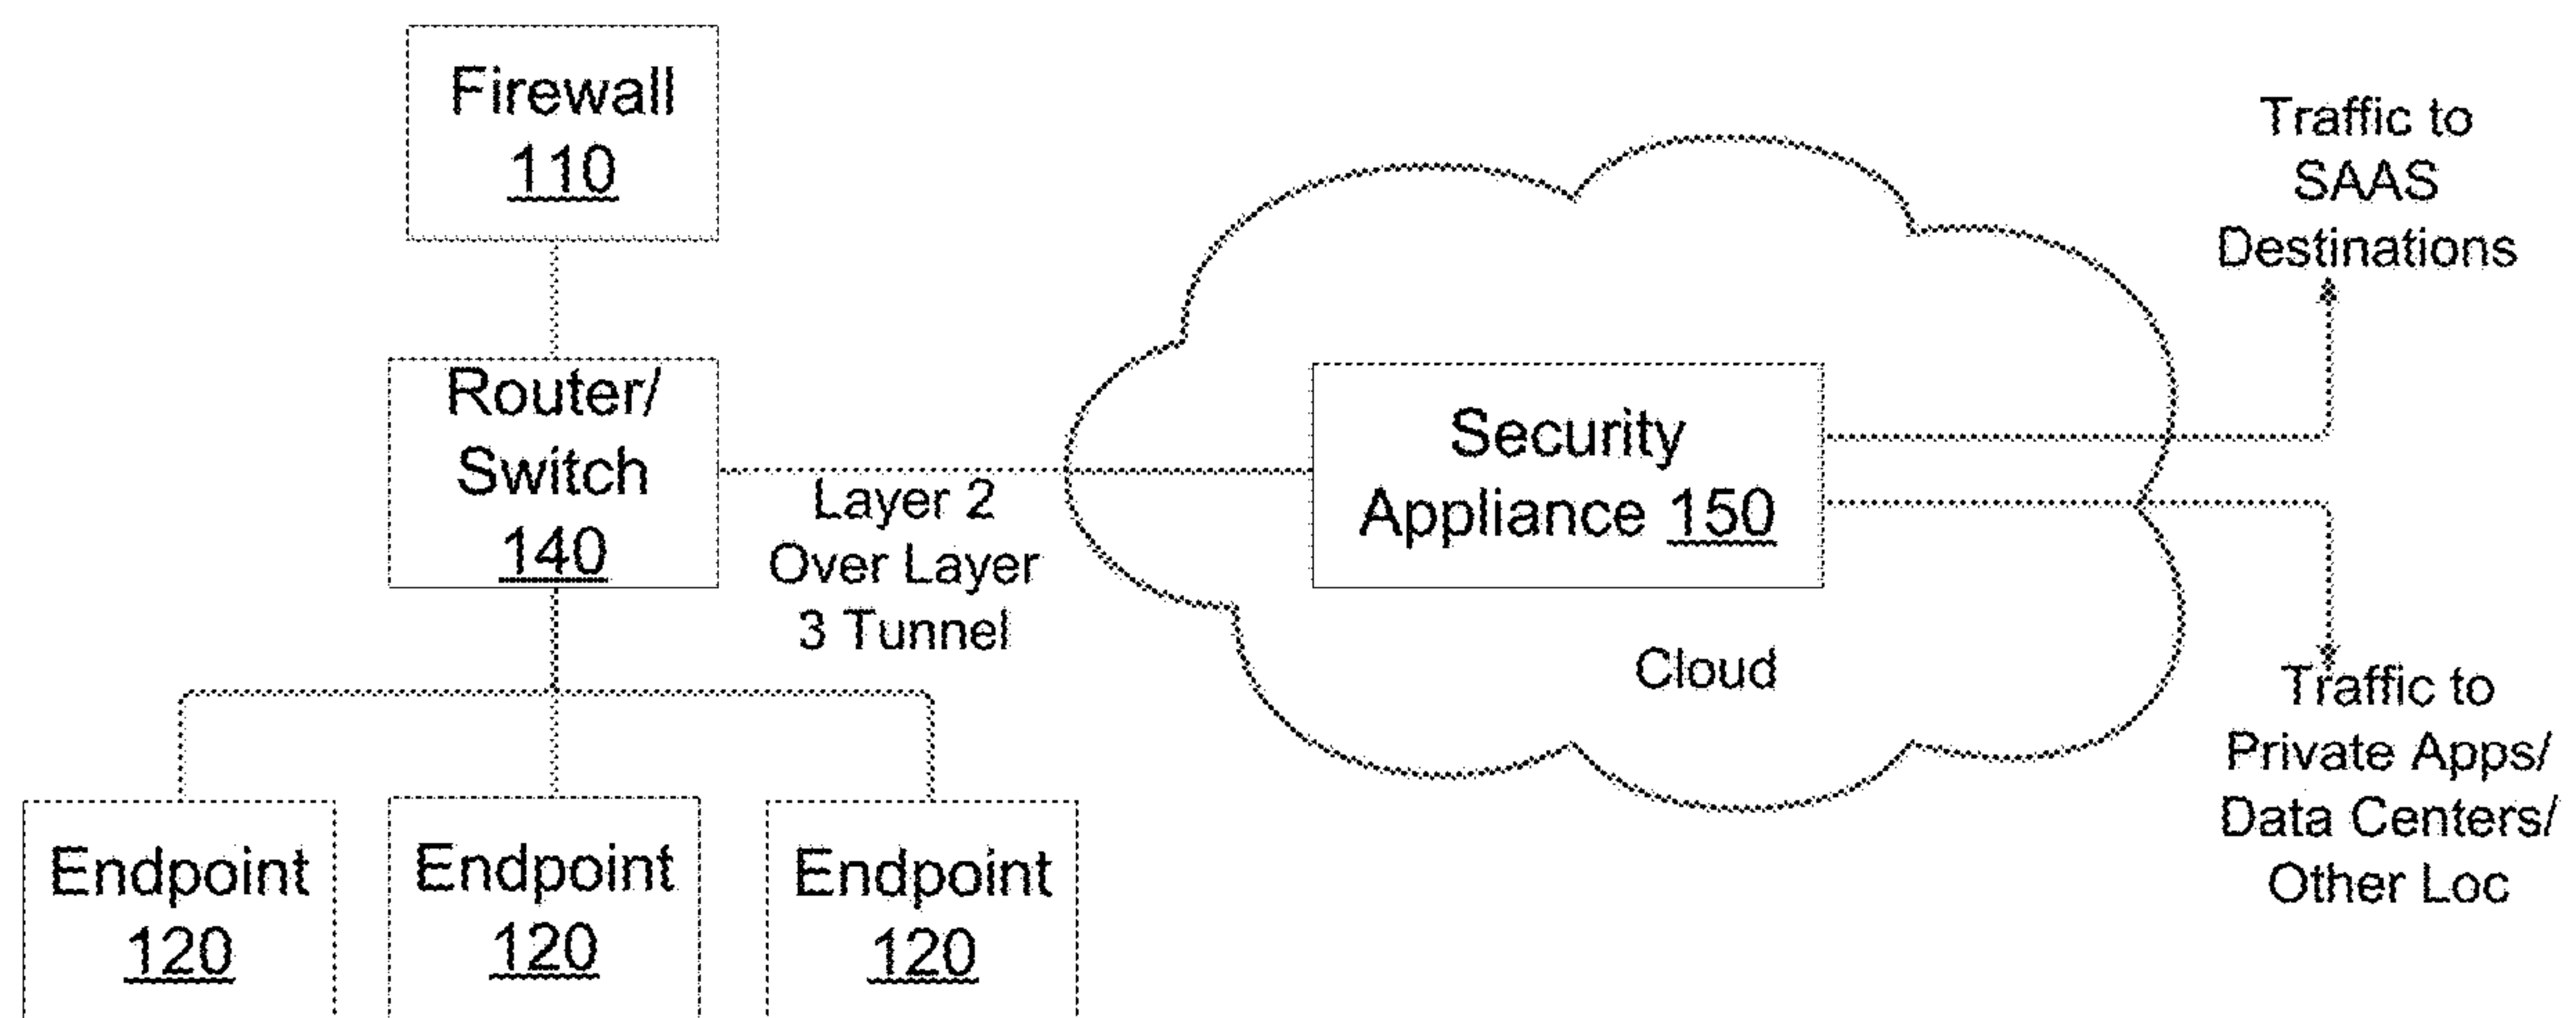 Firewall
110
Router/
Switch
140
Layer 2
Over Layer
3 Tunnel
Endpoint
120
Endpoint
120
Endpoint
120
Security
Appliance 150
Cloud
Traffic to
SAAS
Destinations
Traffic to
Private Apps/
Data Centers/
Other Loc